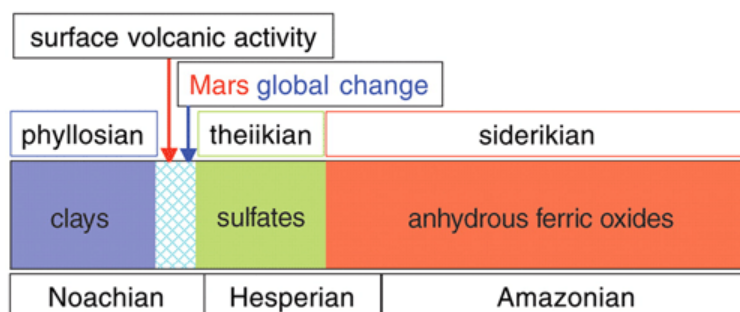 surface volcanic activity
Mars global change
phyllosian theiikian siderikian
clays sulfates anhydrous ferric oxides
Noachian Hesperian Amazonian